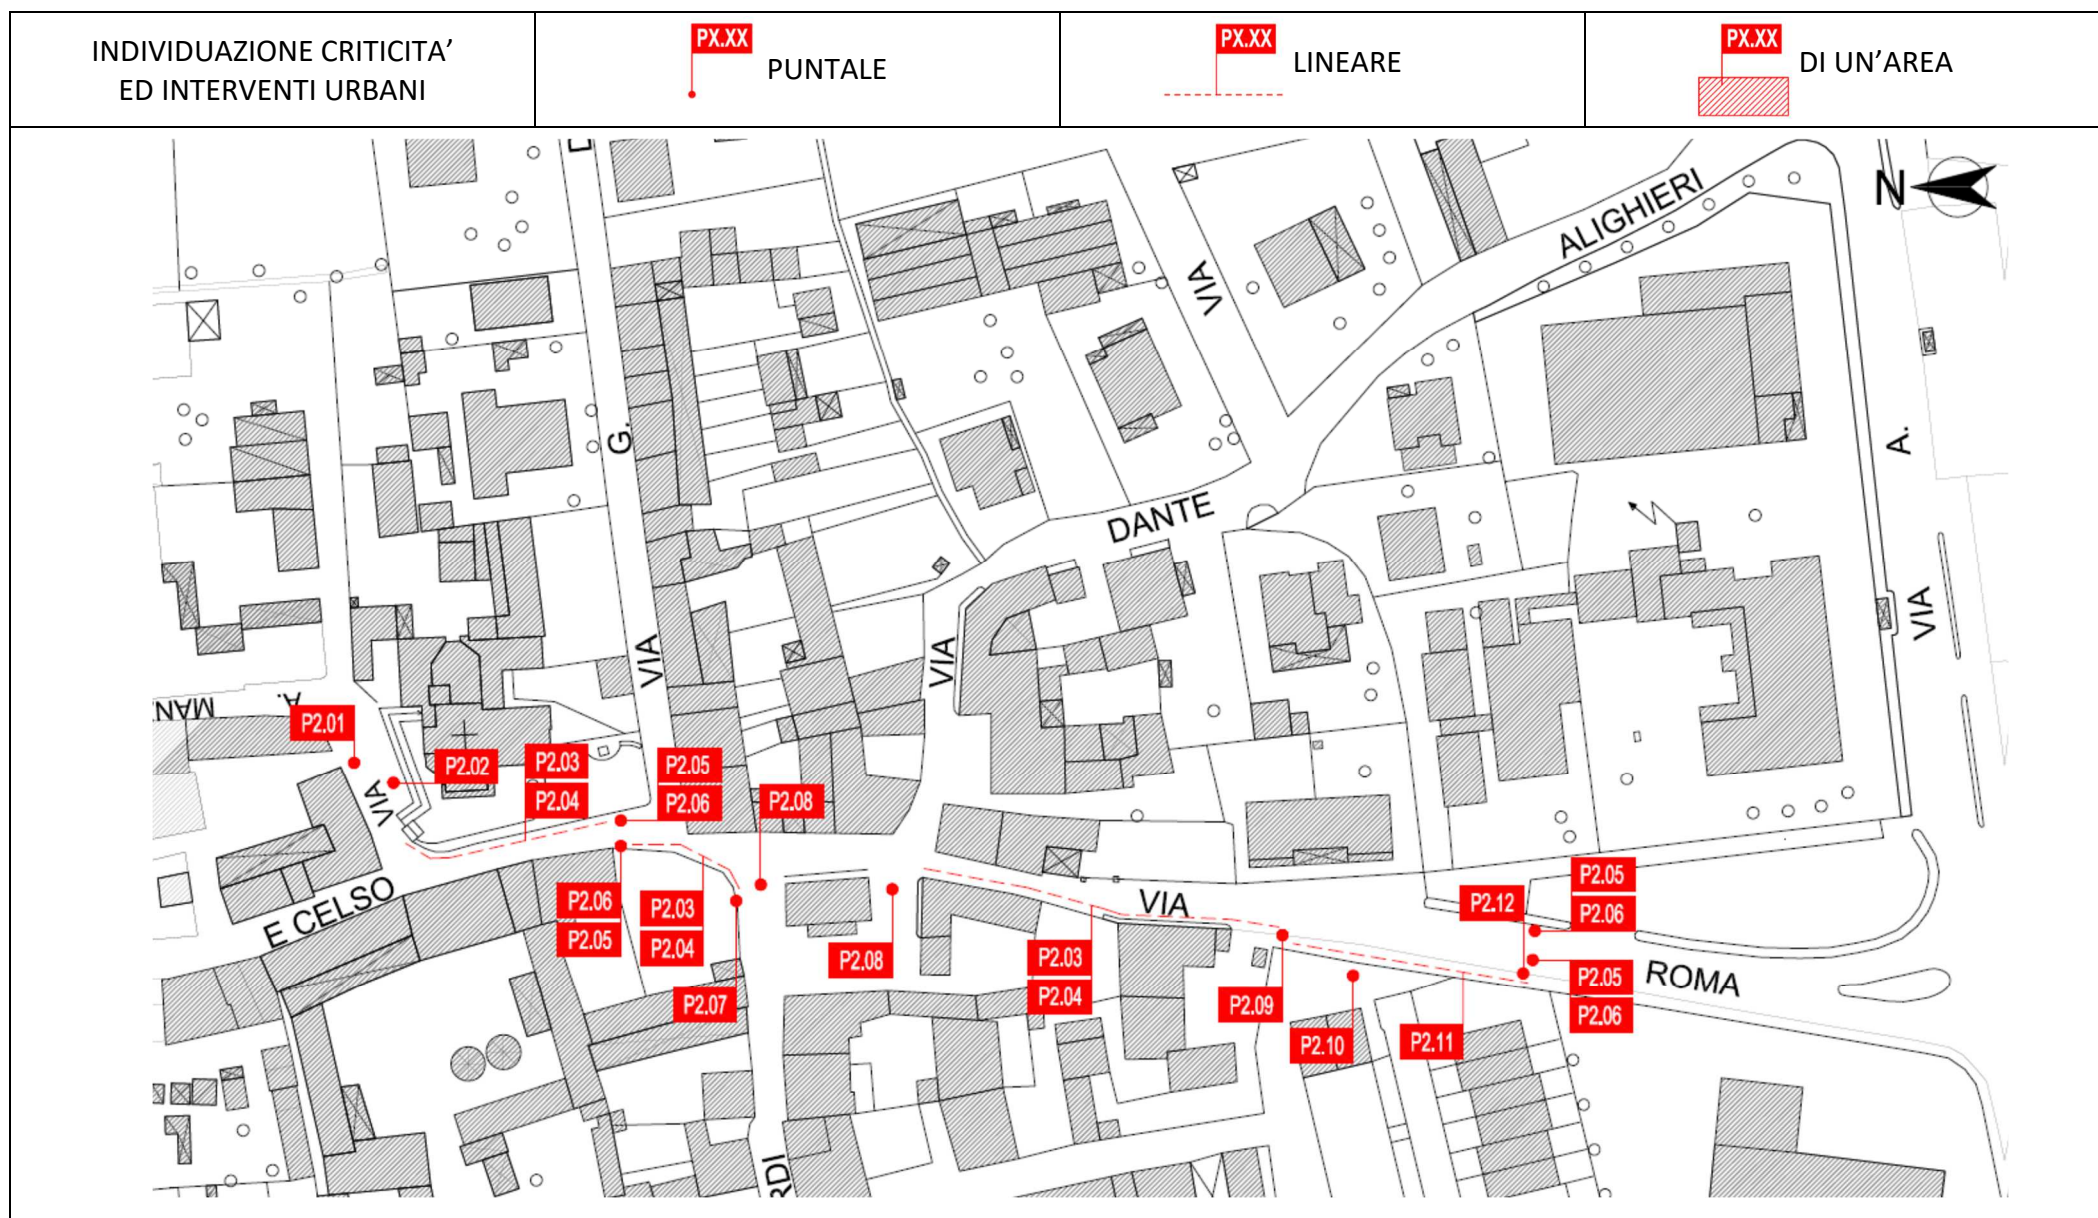 INDIVIDUAZIONE CRITICITA’
ED INTERVENTI URBANI
PX.XX
PUNTALE
PX.XX
LINEARE
PX.XX
DI UN’AREA
N
ALIGHIERI
VIA
G.
A.
DANTE
VIA
VIA
VIA
A.
MAN
P2.01
P2.02
P2.03
P2.04
P2.05
P2.06
P2.08
VIA
E CELSO
P2.06
P2.05
P2.03
P2.04
P2.07
P2.08
VIA
P2.03
P2.04
P2.09
P2.10
P2.11
P2.12
P2.05
P2.06
P2.05
P2.06
ROMA
RDI